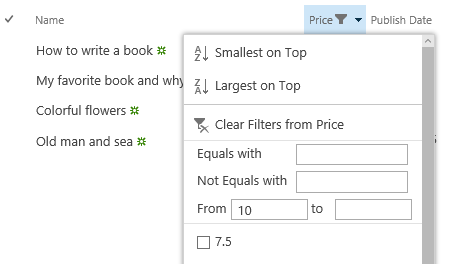 Name Price Publish Date
Smallest on Top
How to write a book
Largest on Top
My favorite book and why
Colorful flowers
Clear Filters from Price
Old man and sea
Equals with
Not Equals with
From 10 to
7.5